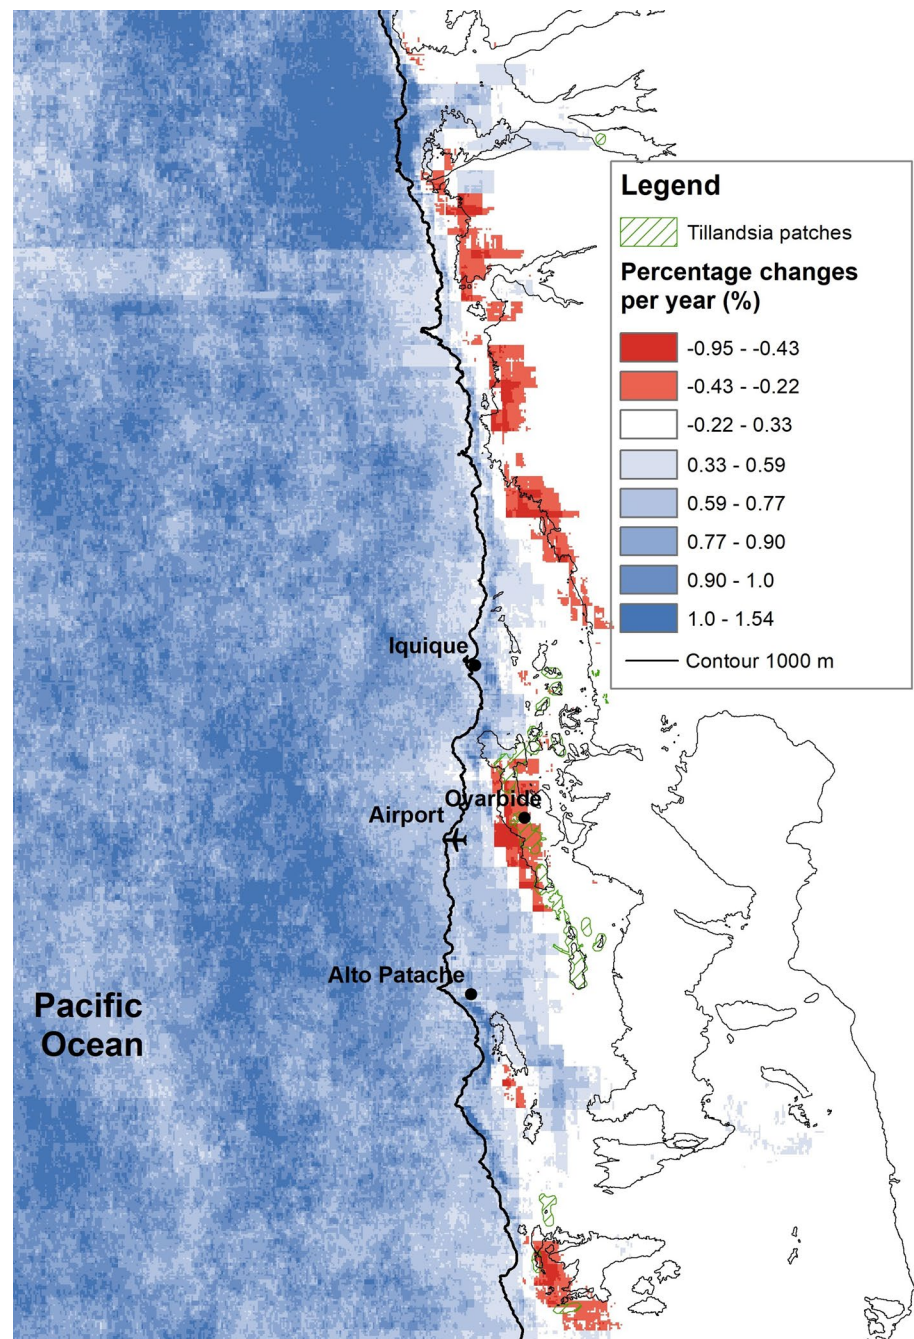 Legend
Tillandsia patches
Percentage changes
per year (%)
-0.95 - -0.43
-0.43 - -0.22
-0.22 - 0.33
0.33 - 0.59
0.59 - 0.77
0.77 - 0.90
0.90 - 1.0
1.0 - 1.54
Contour 1000 m
Iquique
Oyarbide
Airport
Alto Patache
Pacific
Ocean